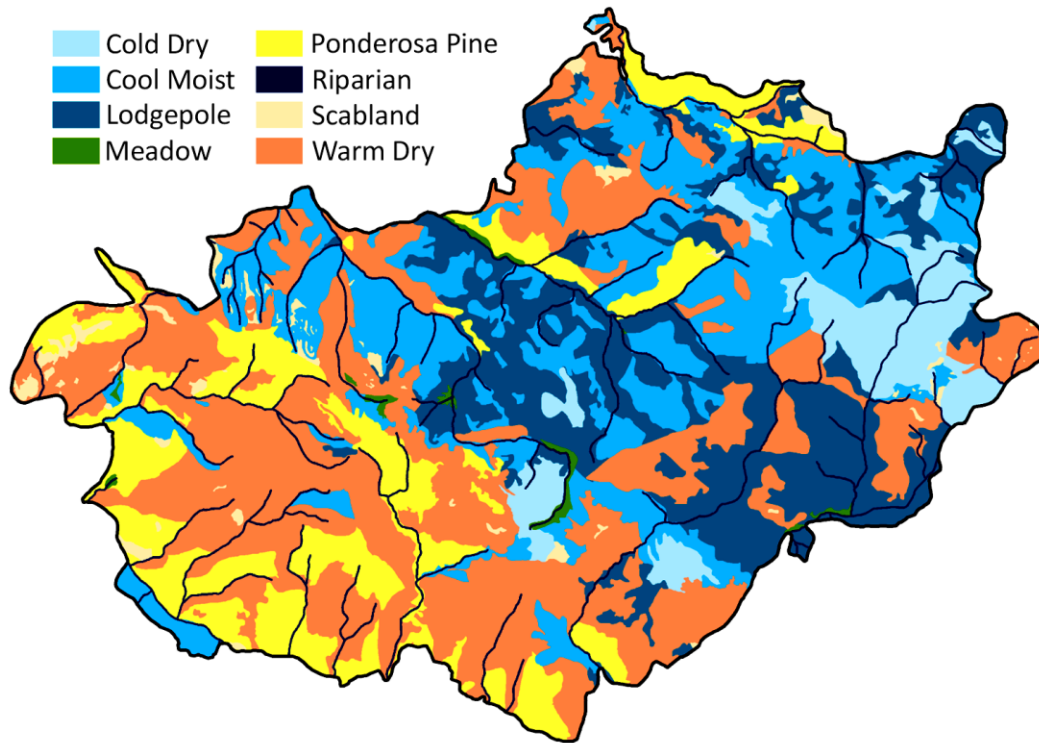 Cold Dry
Cool Moist
Lodgepole
Meadow
Ponderosa Pine
Riparian
Scabland
Warm Dry